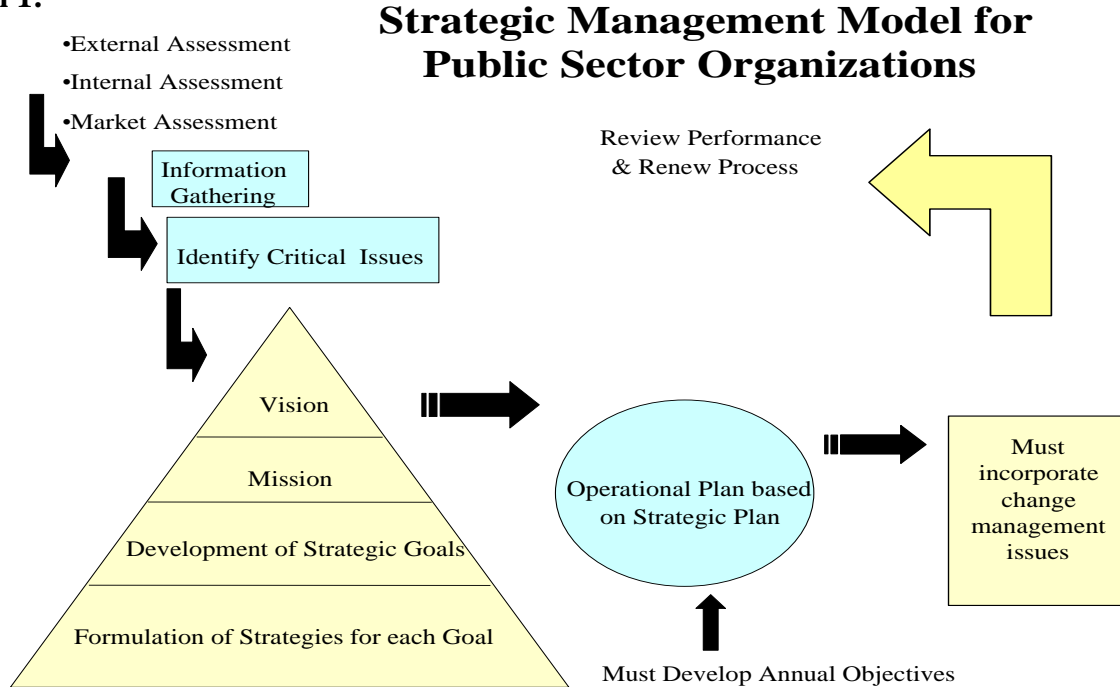 Strategic Management Model for
Public Sector Organizations
•External Assessment
•Internal Assessment
•Market Assessment
Information
Gathering
Identify Critical Issues
Review Performance
& Renew Process
Vision
Mission
Development of Strategic Goals
Formulation of Strategies for each Goal
Operational Plan based
on Strategic Plan
Must Develop Annual Objectives
Must
incorporate
change
management
issues